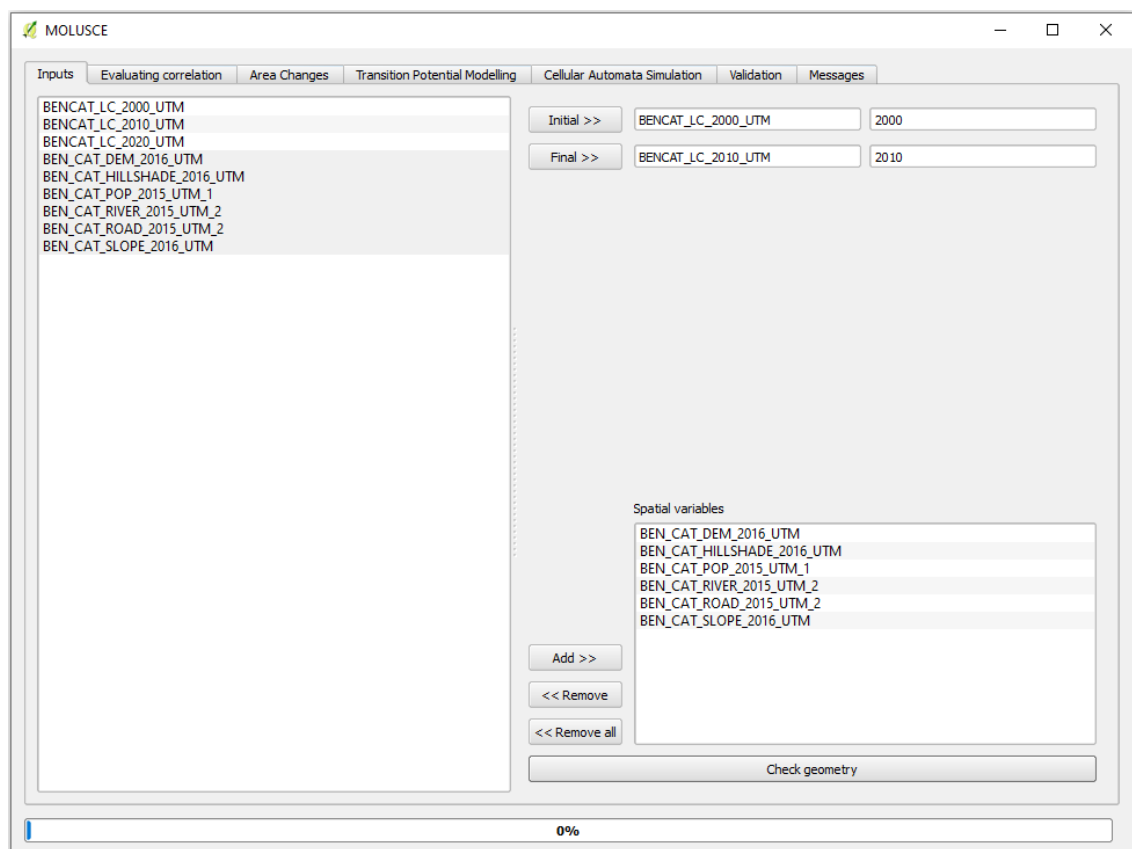 MOLUSCE
Inputs Evaluating correlation Area Changes Transition Potential Modelling Cellular Automata Simulation Validation Messages
BENCAT_LC_2000_UTM
BENCAT_LC_2010_UTM
BENCAT_LC_2020_UTM
BEN_CAT_DEM_2016_UTM
BEN_CAT_HILLSHADE_2016_UTM
BEN_CAT_POP_2015_UTM_1
BEN_CAT_RIVER_2015_UTM_2
BEN_CAT_ROAD_2015_UTM_2
BEN_CAT_SLOPE_2016_UTM
Initial >> BENCAT_LC_2000_UTM 2000
Final >> BENCAT_LC_2010_UTM 2010
Spatial variables
BEN_CAT_DEM_2016_UTM
BEN_CAT_HILLSHADE_2016_UTM
BEN_CAT_POP_2015_UTM_1
BEN_CAT_RIVER_2015_UTM_2
BEN_CAT_ROAD_2015_UTM_2
BEN_CAT_SLOPE_2016_UTM
Add >>
<< Remove
<< Remove all
Check geometry
0%